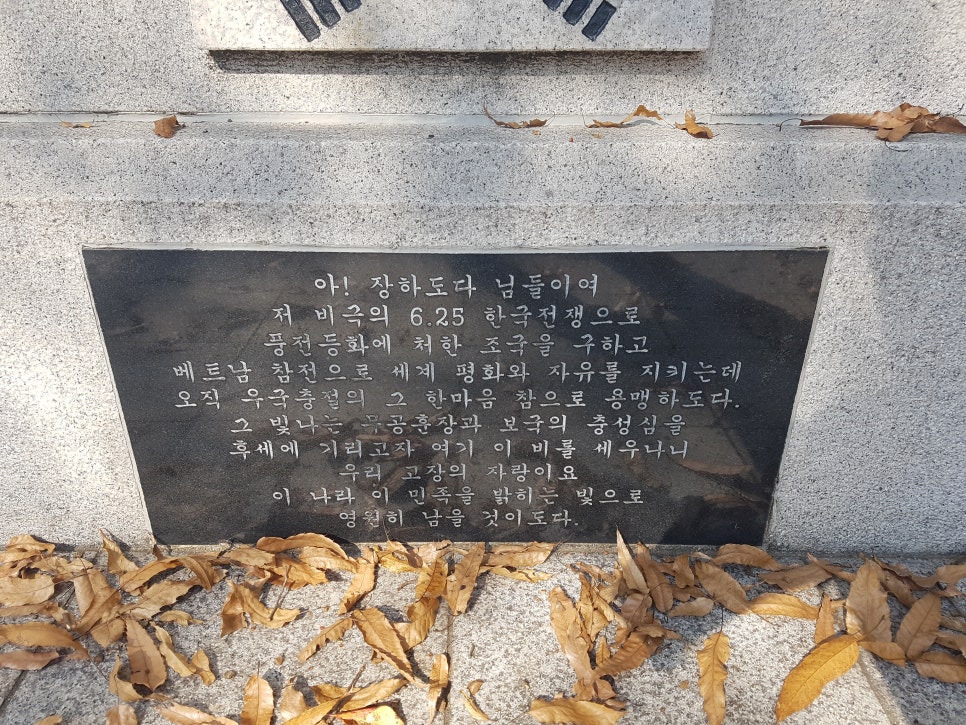 아! 장하도다 님들이여
저 비극의 6.25 한국전쟁으로
풍전등화에 처한 조국을 구하고
베트남 참전으로 세계 평화와 자유를 지키는데
오직 우국충절의 그 한마음 참으로 용맹하도다.
그 빛나는 무공훈장과 보국의 충성심을
후세에 기리고자 여기 이 비를 세우나니
우리 고장의 자랑이요
이 나라 이 민족을 밝히는 빛으로
영원히 남을 것이도다.